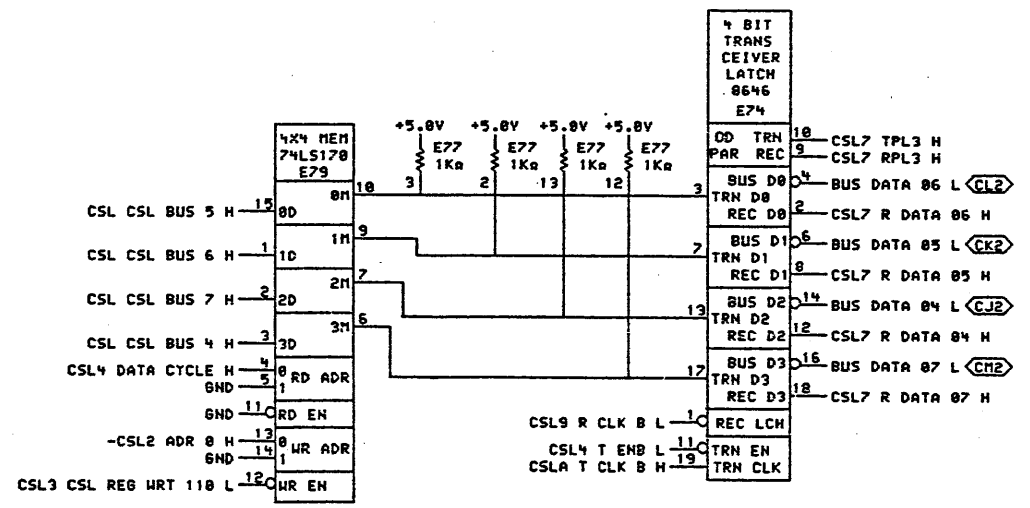 4 BIT
TRANS
CEIVER
LATCH
8646
E74
+5.0V +5.0V +5.0V +5.0V
4X4 MEM
74LS170
E79
E77
1KΩ
E77
1KΩ
E77
1KΩ
E77
1KΩ
3 2 13 12
OD TRN 10 CSL7 TPL3 H
PAR REC 9 CSL7 RPL3 H
CSL CSL BUS 5 H 15 0D 0M 10
3 TRN D0 BUS D0 4 BUS DATA 06 L CL2
REC D0 2 CSL7 R DATA 06 H
CSL CSL BUS 6 H 1 1D 1M 9
7 TRN D1 BUS D1 6 BUS DATA 05 L CK2
REC D1 8 CSL7 R DATA 05 H
CSL CSL BUS 7 H 2 2D 2M 7
13 TRN D2 BUS D2 14 BUS DATA 04 L CJ2
REC D2 12 CSL7 R DATA 04 H
CSL CSL BUS 4 H 3 3D 3M 6
17 TRN D3 BUS D3 16 BUS DATA 07 L CM2
REC D3 18 CSL7 R DATA 07 H
CSL4 DATA CYCLE H 4 0 RD ADR
GND 5 1
GND 11 RD EN
-CSL2 ADR 0 H 13 0 WR ADR
GND 14 1
CSL3 CSL REG WRT 110 L 12 WR EN
CSL9 R CLK B L 1 REC LCH
CSL4 T ENB L 11 TRN EN
CSLA T CLK B H 19 TRN CLK